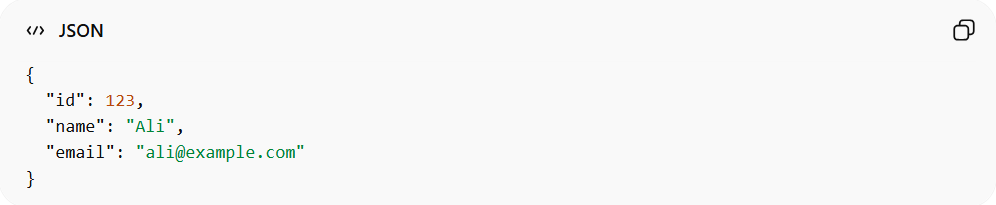 JSON
{
  "id": 123,
  "name": "Ali",
  "email": "ali@example.com"
}